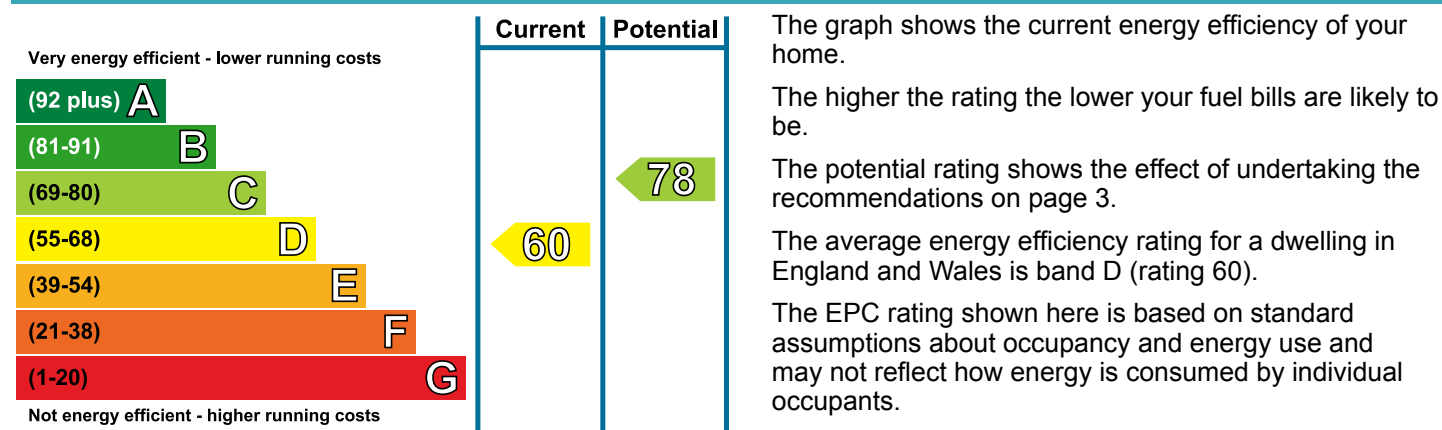 Current Potential
Very energy efficient - lower running costs
(92 plus) A
(81-91) B
(69-80) C
(55-68) D
(39-54) E
(21-38) F
(1-20) G
Not energy efficient - higher running costs
60
78
The graph shows the current energy efficiency of your
home.
The higher the rating the lower your fuel bills are likely to
be.
The potential rating shows the effect of undertaking the
recommendations on page 3.
The average energy efficiency rating for a dwelling in
England and Wales is band D (rating 60).
The EPC rating shown here is based on standard
assumptions about occupancy and energy use and
may not reflect how energy is consumed by individual
occupants.